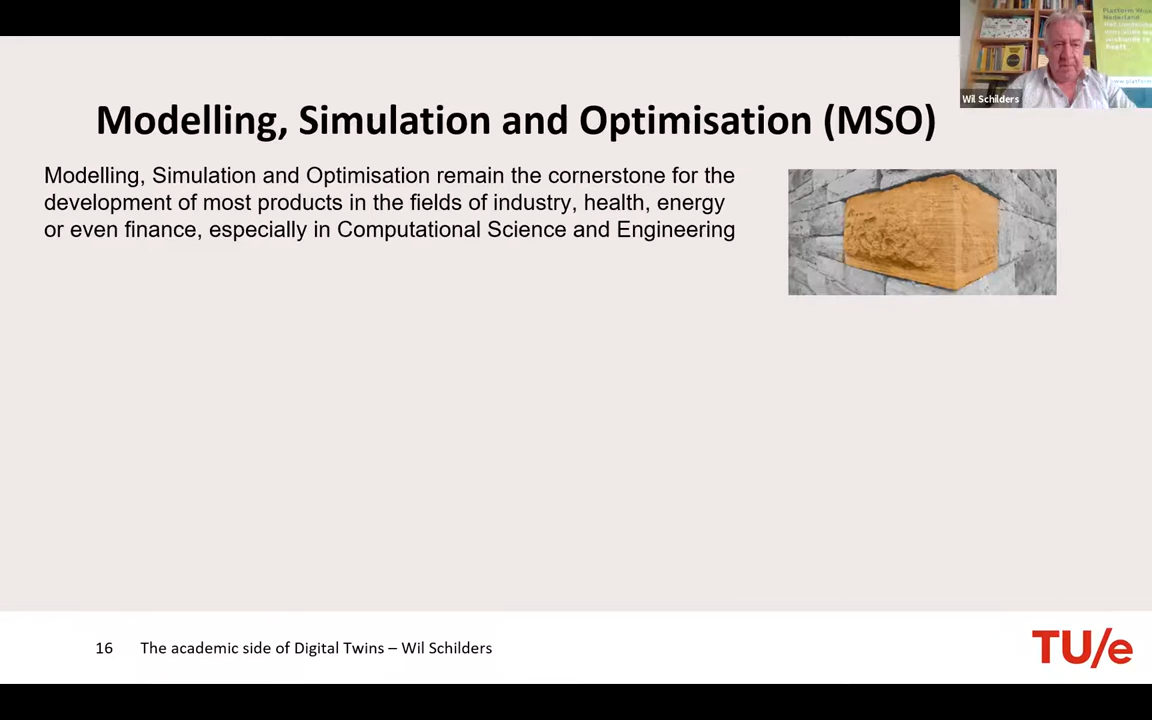 Modelling, Simulation and Optimisation (MSO)
Modelling, Simulation and Optimisation remain the cornerstone for the
development of most products in the fields of industry, health, energy
or even finance, especially in Computational Science and Engineering
Wil Schilders
Platform
Nederland
16 The academic side of Digital Twins – Wil Schilders
TU/e